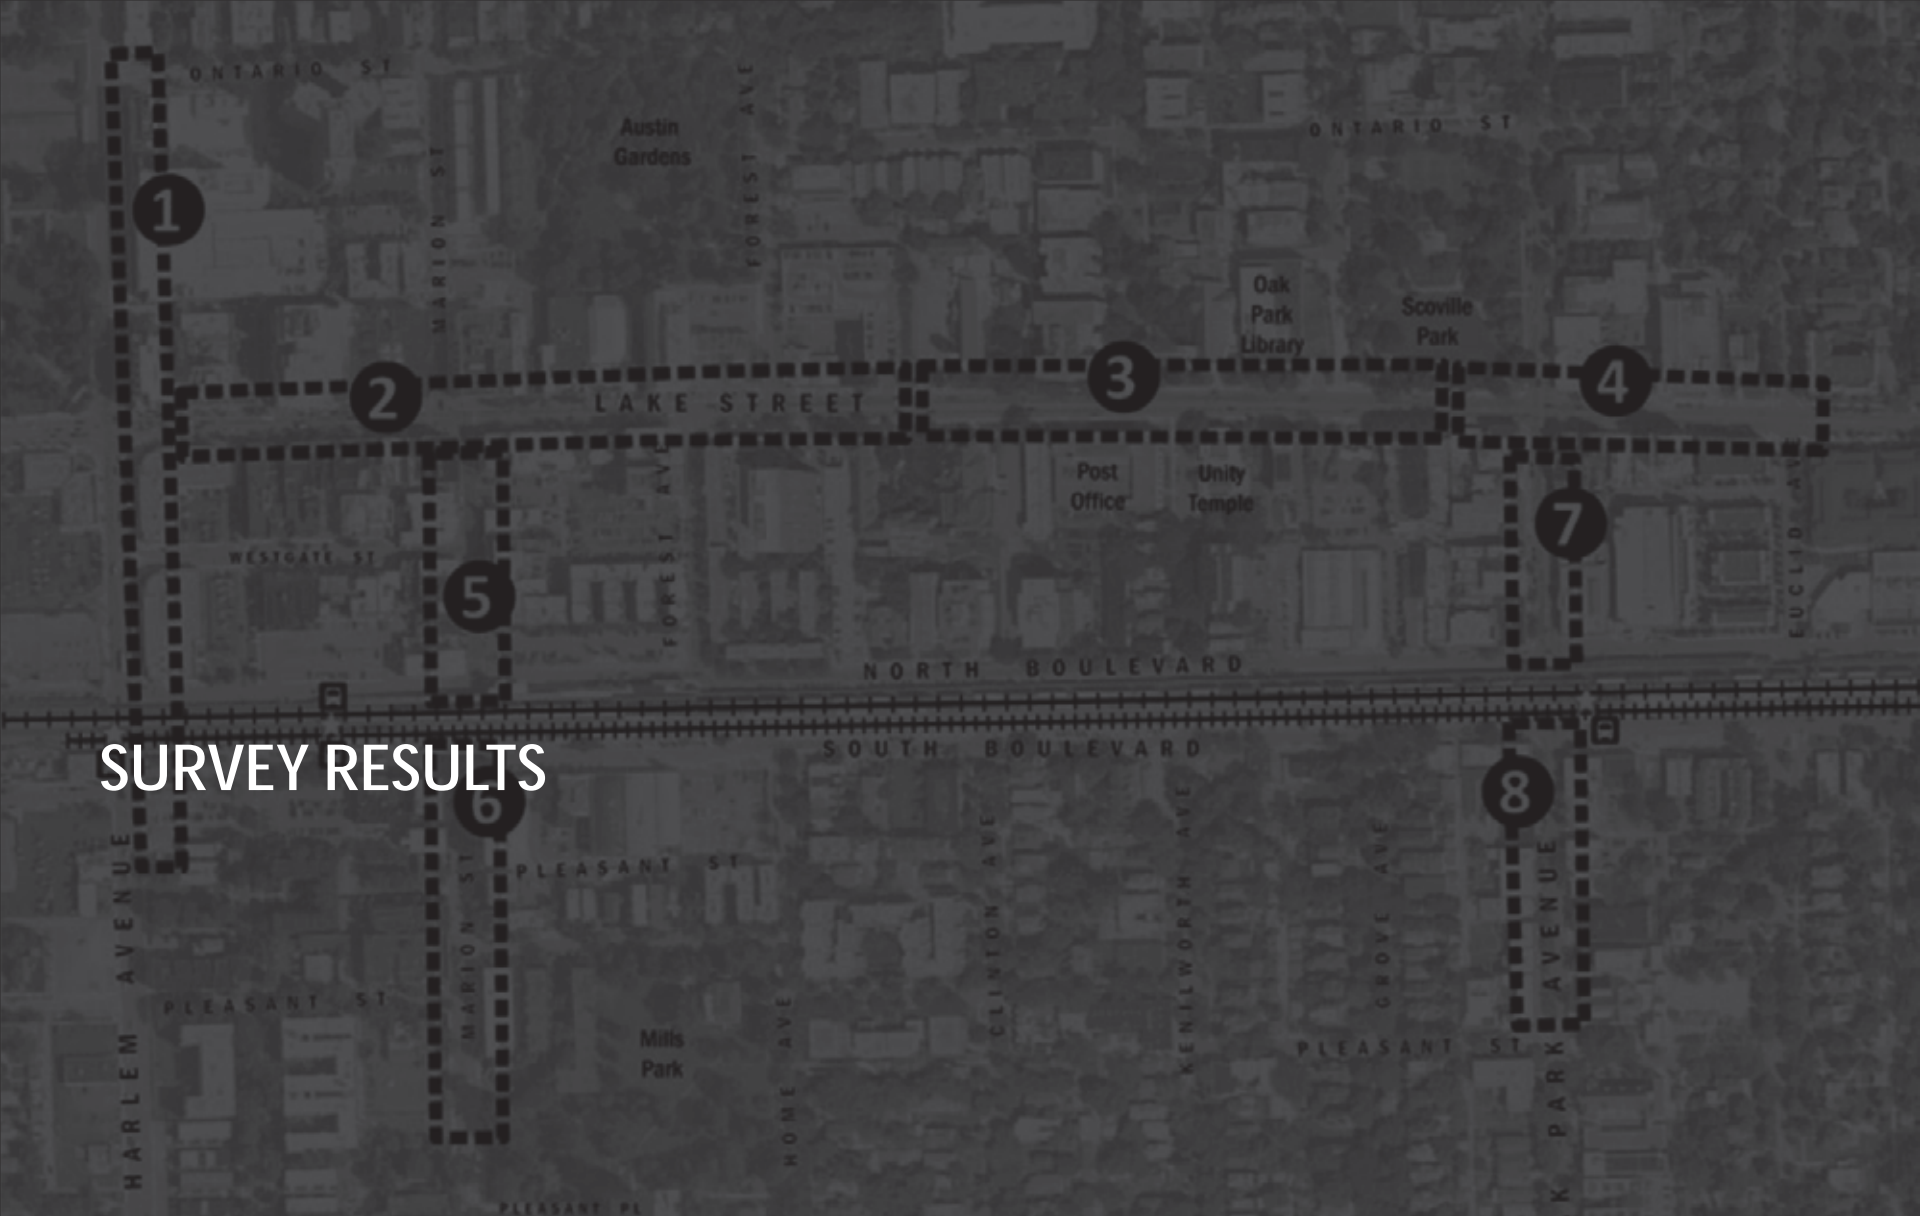 ONTARIO ST
Austin
Gardens
FOREST AVE
ONTARIO ST
MARION ST
1
Oak
Park
Library
Scoville
Park
2
LAKE STREET
3
4
Post
Office
Unity
Temple
7
WESTGATE ST
5
FOREST AVE
EUCLID AVE
NORTH BOULEVARD
SOUTH BOULEVARD
SURVEY RESULTS
6
8
PLEASANT ST
MARION ST
HARLEM AVENUE
PLEASANT ST
Mills
Park
HOME AVE
CLINTON AVE
KENILWORTH AVE
GROVE AVE
PLEASANT ST
K PARK AVENUE
PLEASANT PL